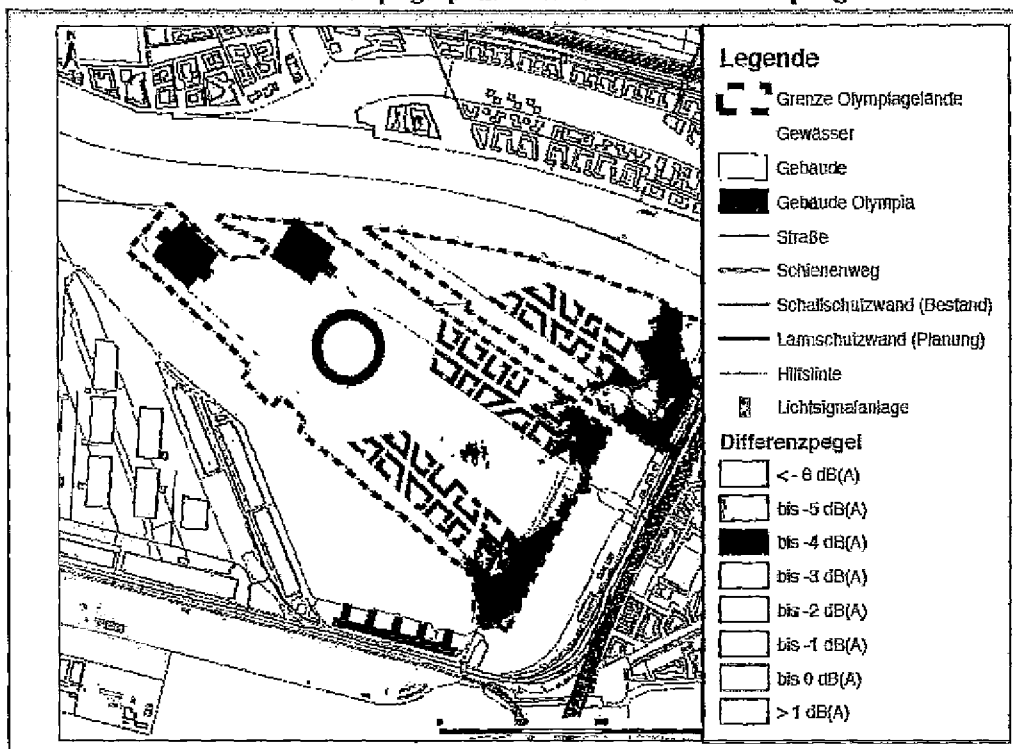 Legende
Grenze Olympiagelände
Gewässer
Gebäude
Gebäude Olympia
Straße
Schienenweg
Schallschutzwand (Bestand)
Lärmschutzwand (Planung)
Hilfslinie
Lichtsignalanlage
Differenzpegel
< - 6 dB(A)
bis -5 dB(A)
bis -4 dB(A)
bis -3 dB(A)
bis -2 dB(A)
bis -1 dB(A)
bis 0 dB(A)
> 1 dB(A)